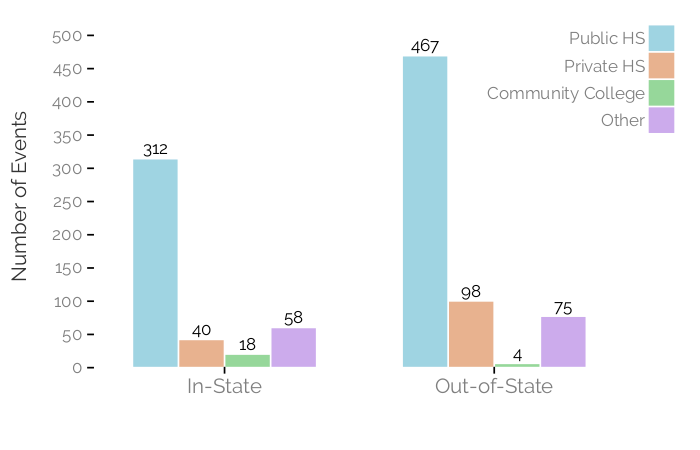 Number of Events
500
450
400
350
300
250
200
150
100
50
0
312
40
18
58
467
98
4
75
In-State
Out-of-State
Public HS
Private HS
Community College
Other